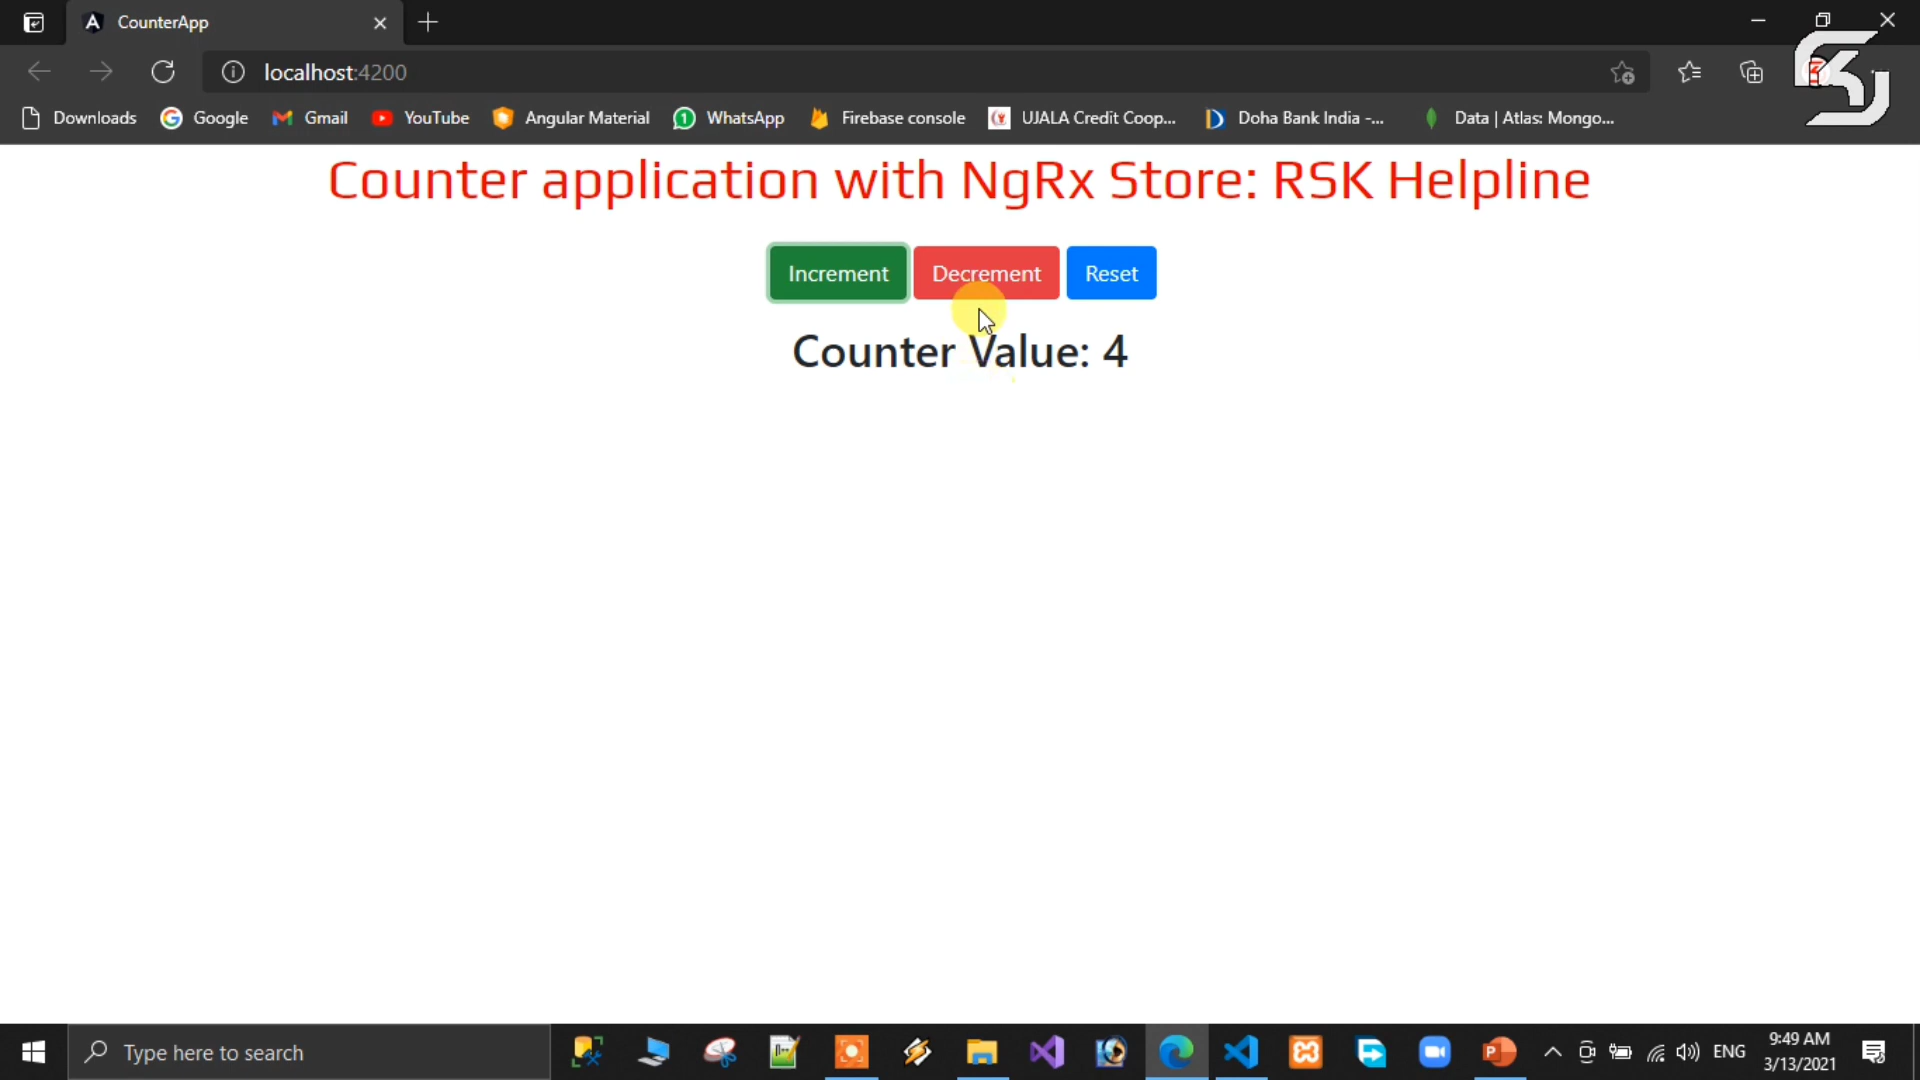 CounterApp
localhost:4200
Downloads Google Gmail YouTube Angular Material WhatsApp Firebase console UJALA Credit Coop... Doha Bank India -... Data | Atlas: Mongo...
Counter application with NgRx Store: RSK Helpline
Increment Decrement Reset
Counter Value: 4
Type here to search
ENG
9:49 AM
3/13/2021